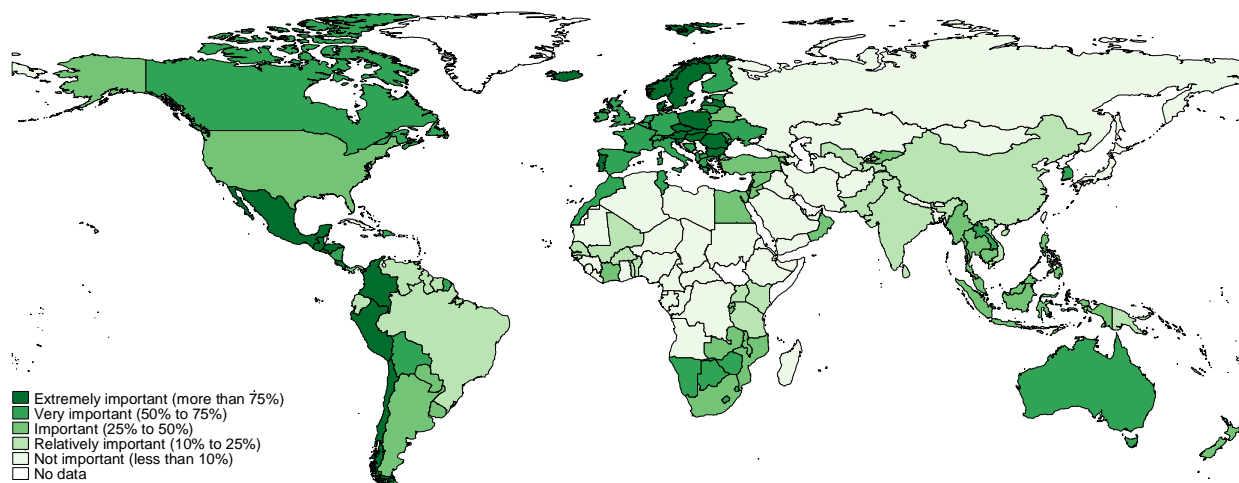 Extremely important (more than 75%)
Very important (50% to 75%)
Important (25% to 50%)
Relatively important (10% to 25%)
Not important (less than 10%)
No data